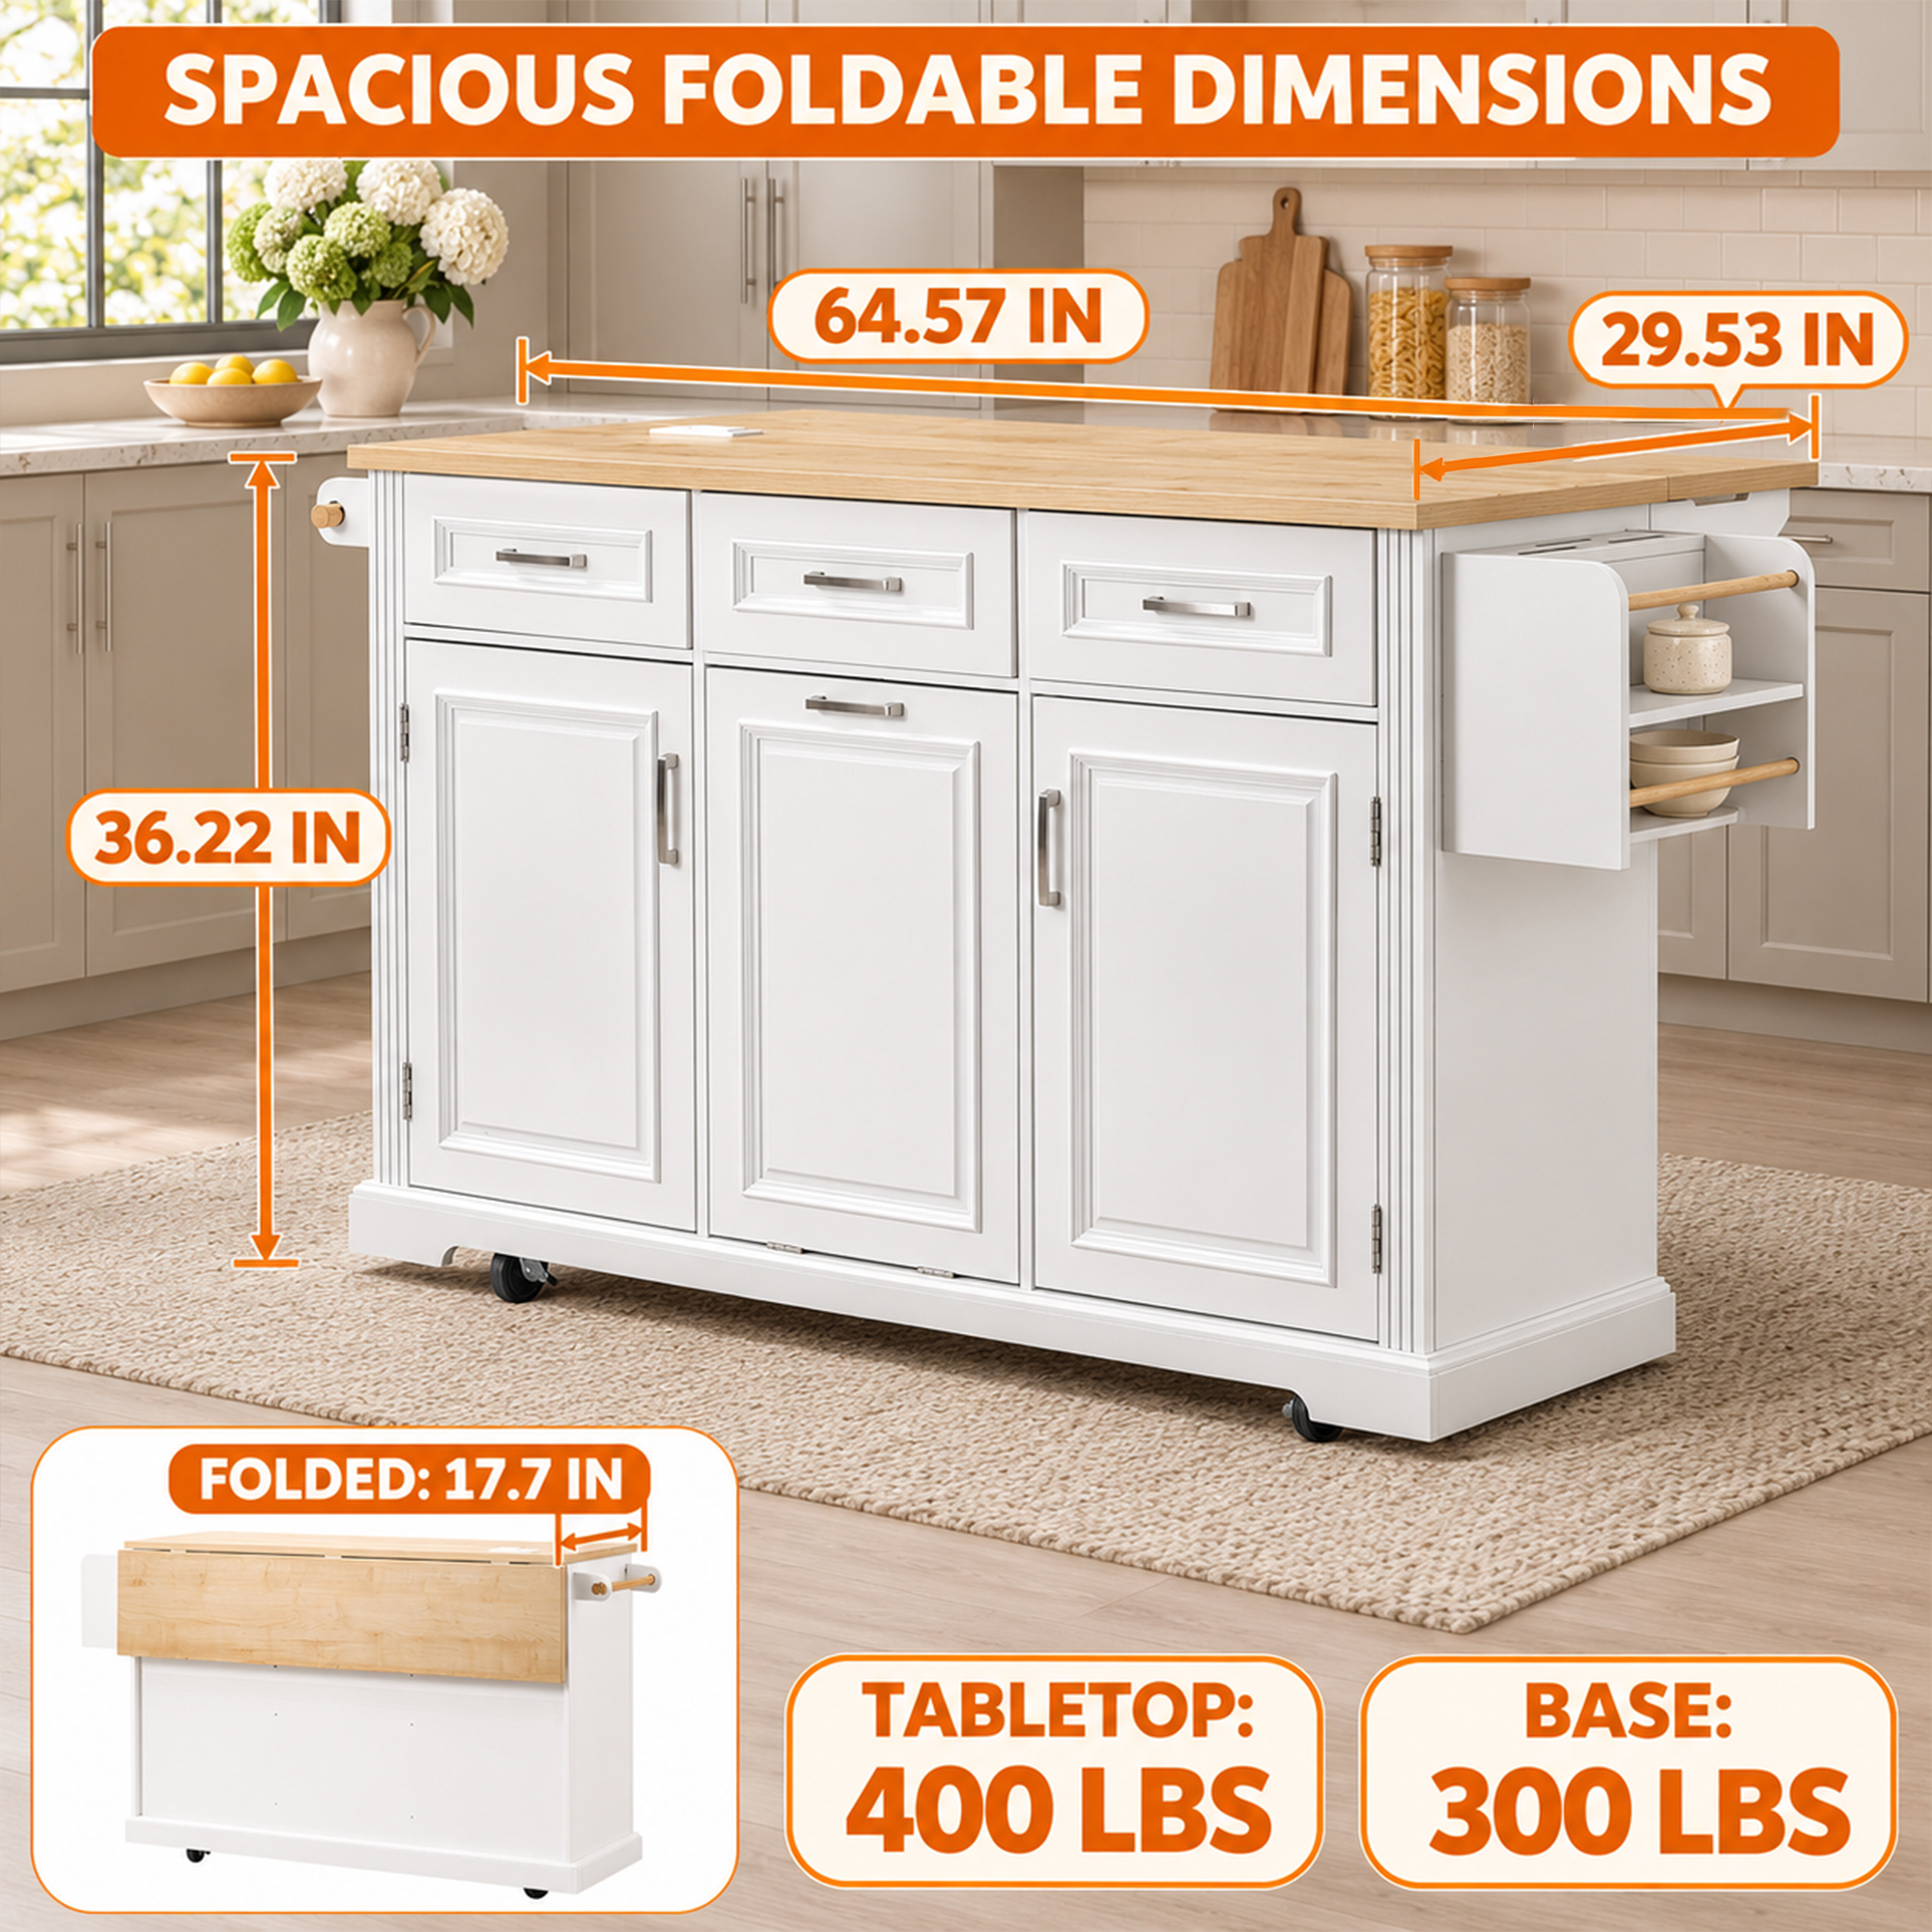 SPACIOUS FOLDABLE DIMENSIONS
64.57 IN
29.53 IN
36.22 IN
FOLDED: 17.7 IN
TABLETOP:
400 LBS
BASE:
300 LBS